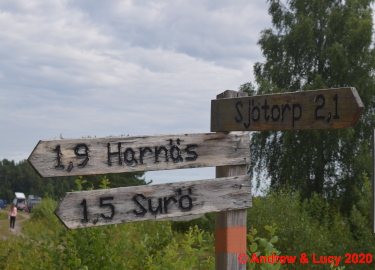 Sjötorp 2,1
1,9 Harnäs
1,5 Surö
© Andrew & Lucy 2020